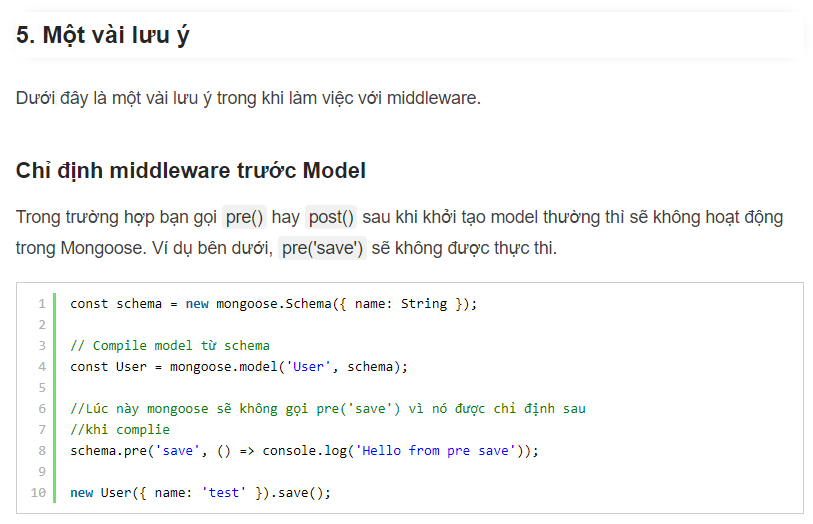 5. Một vài lưu ý
Dưới đây là một vài lưu ý trong khi làm việc với middleware.
Chỉ định middleware trước Model
Trong trường hợp bạn gọi pre() hay post() sau khi khởi tạo model thường thì sẽ không hoạt động
trong Mongoose. Ví dụ bên dưới, pre('save') sẽ không được thực thi.
1 const schema = new mongoose.Schema({ name: String });
2
3 // Compile model từ schema
4 const User = mongoose.model('User', schema);
5
6 //Lúc này mongoose sẽ không gọi pre('save') vì nó được chỉ định sau
7 //khi complie
8 schema.pre('save', () => console.log('Hello from pre save'));
9
10 new User({ name: 'test' }).save();